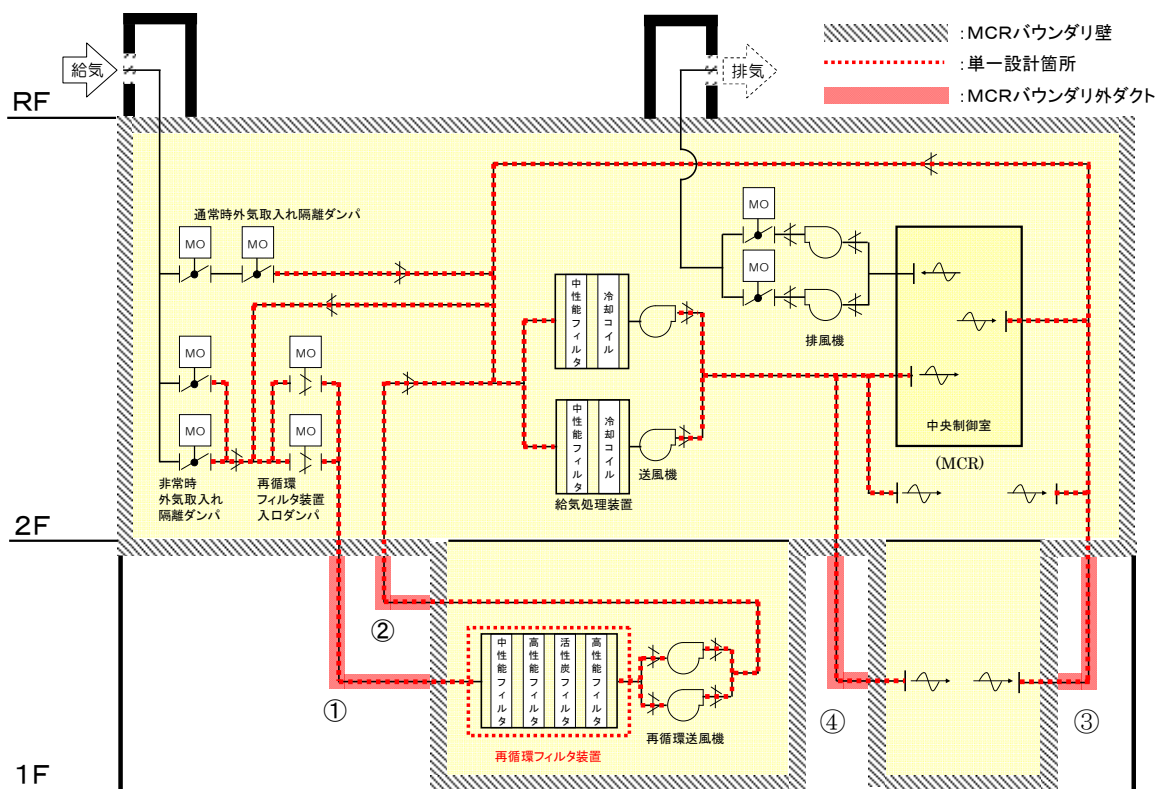 給気
排気
:MCRバウンダリ壁
:単一設計箇所
:MCRバウンダリ外ダクト
RF
通常時外気取入れ隔離ダンパ
MO
MO
MO
MO
MO
MO
MO
MO
中性能フィルタ
冷却コイル
排風機
中央制御室
(MCR)
中性能フィルタ
冷却コイル
送風機
給気処理装置
非常時
外気取入れ
隔離ダンパ
再循環
フィルタ装置
入口ダンパ
2F
②
①
中性能フィルタ
高性能フィルタ
活性炭フィルタ
高性能フィルタ
再循環送風機
再循環フィルタ装置
④
③
1F